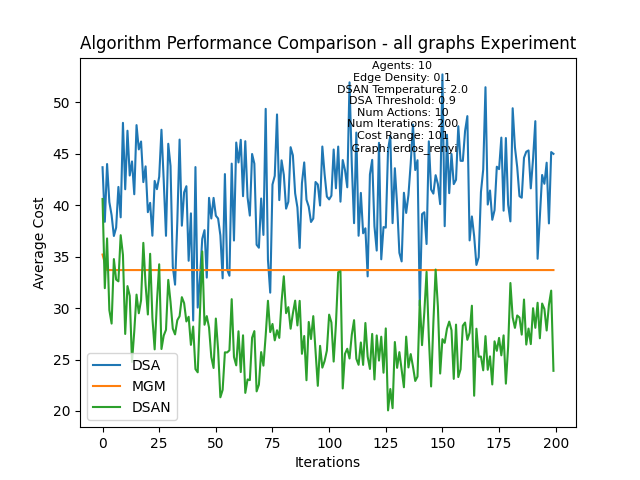 Algorithm Performance Comparison - all graphs Experiment
Agents: 10
Edge Density: 0.1
DSAN Temperature: 2.0
DSA Threshold: 0.9
Num Actions: 10
Num Iterations: 200
Cost Range: 101
Graph: erdos_renyi
Average Cost
50
45
40
35
30
25
20
DSA
MGM
DSAN
0
25
50
75
100
125
150
175
200
Iterations